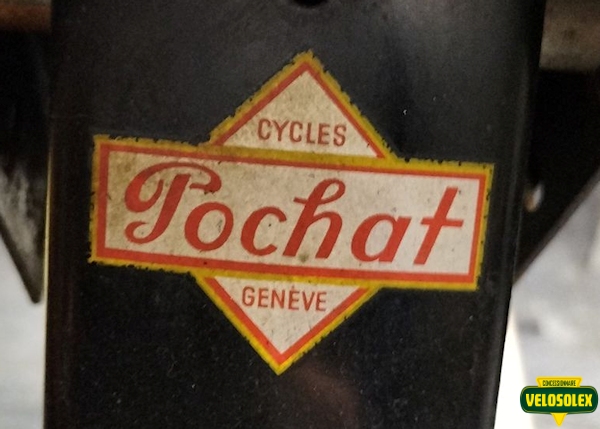 CYCLES
Pochat
GENÈVE
CONCESSIONNAIRE
VELOSOLEX